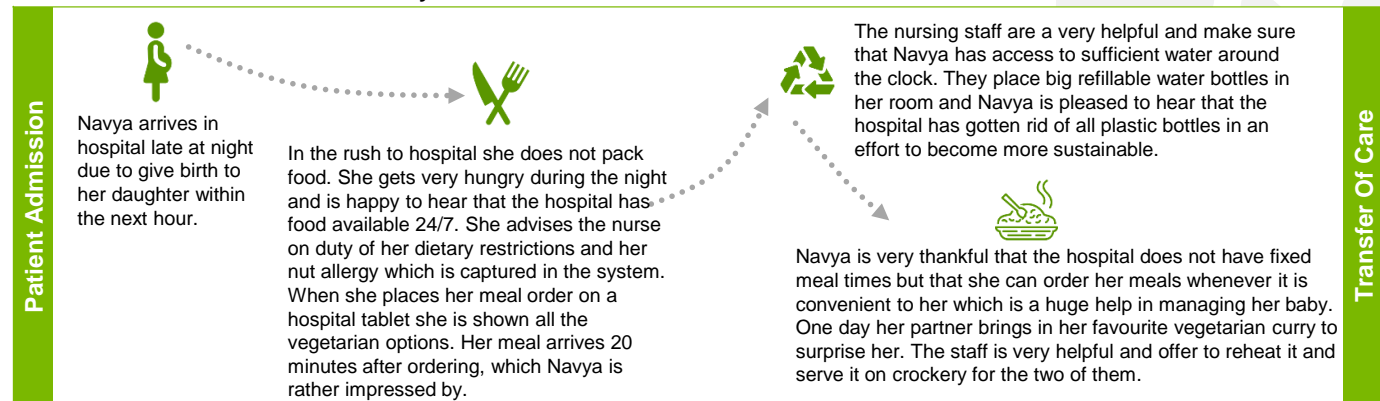 Patient Admission
Navya arrives in
hospital late at night
due to give birth to
her daughter within
the next hour.
In the rush to hospital she does not pack
food. She gets very hungry during the night
and is happy to hear that the hospital has
food available 24/7. She advises the nurse
on duty of her dietary restrictions and her
nut allergy which is captured in the system.
When she places her meal order on a
hospital tablet she is shown all the
vegetarian options. Her meal arrives 20
minutes after ordering, which Navya is
rather impressed by.
The nursing staff are a very helpful and make sure
that Navya has access to sufficient water around
the clock. They place big refillable water bottles in
her room and Navya is pleased to hear that the
hospital has gotten rid of all plastic bottles in an
effort to become more sustainable.
Navya is very thankful that the hospital does not have fixed
meal times but that she can order her meals whenever it is
convenient to her which is a huge help in managing her baby.
One day her partner brings in her favourite vegetarian curry to
surprise her. The staff is very helpful and offer to reheat it and
serve it on crockery for the two of them.
Transfer Of Care